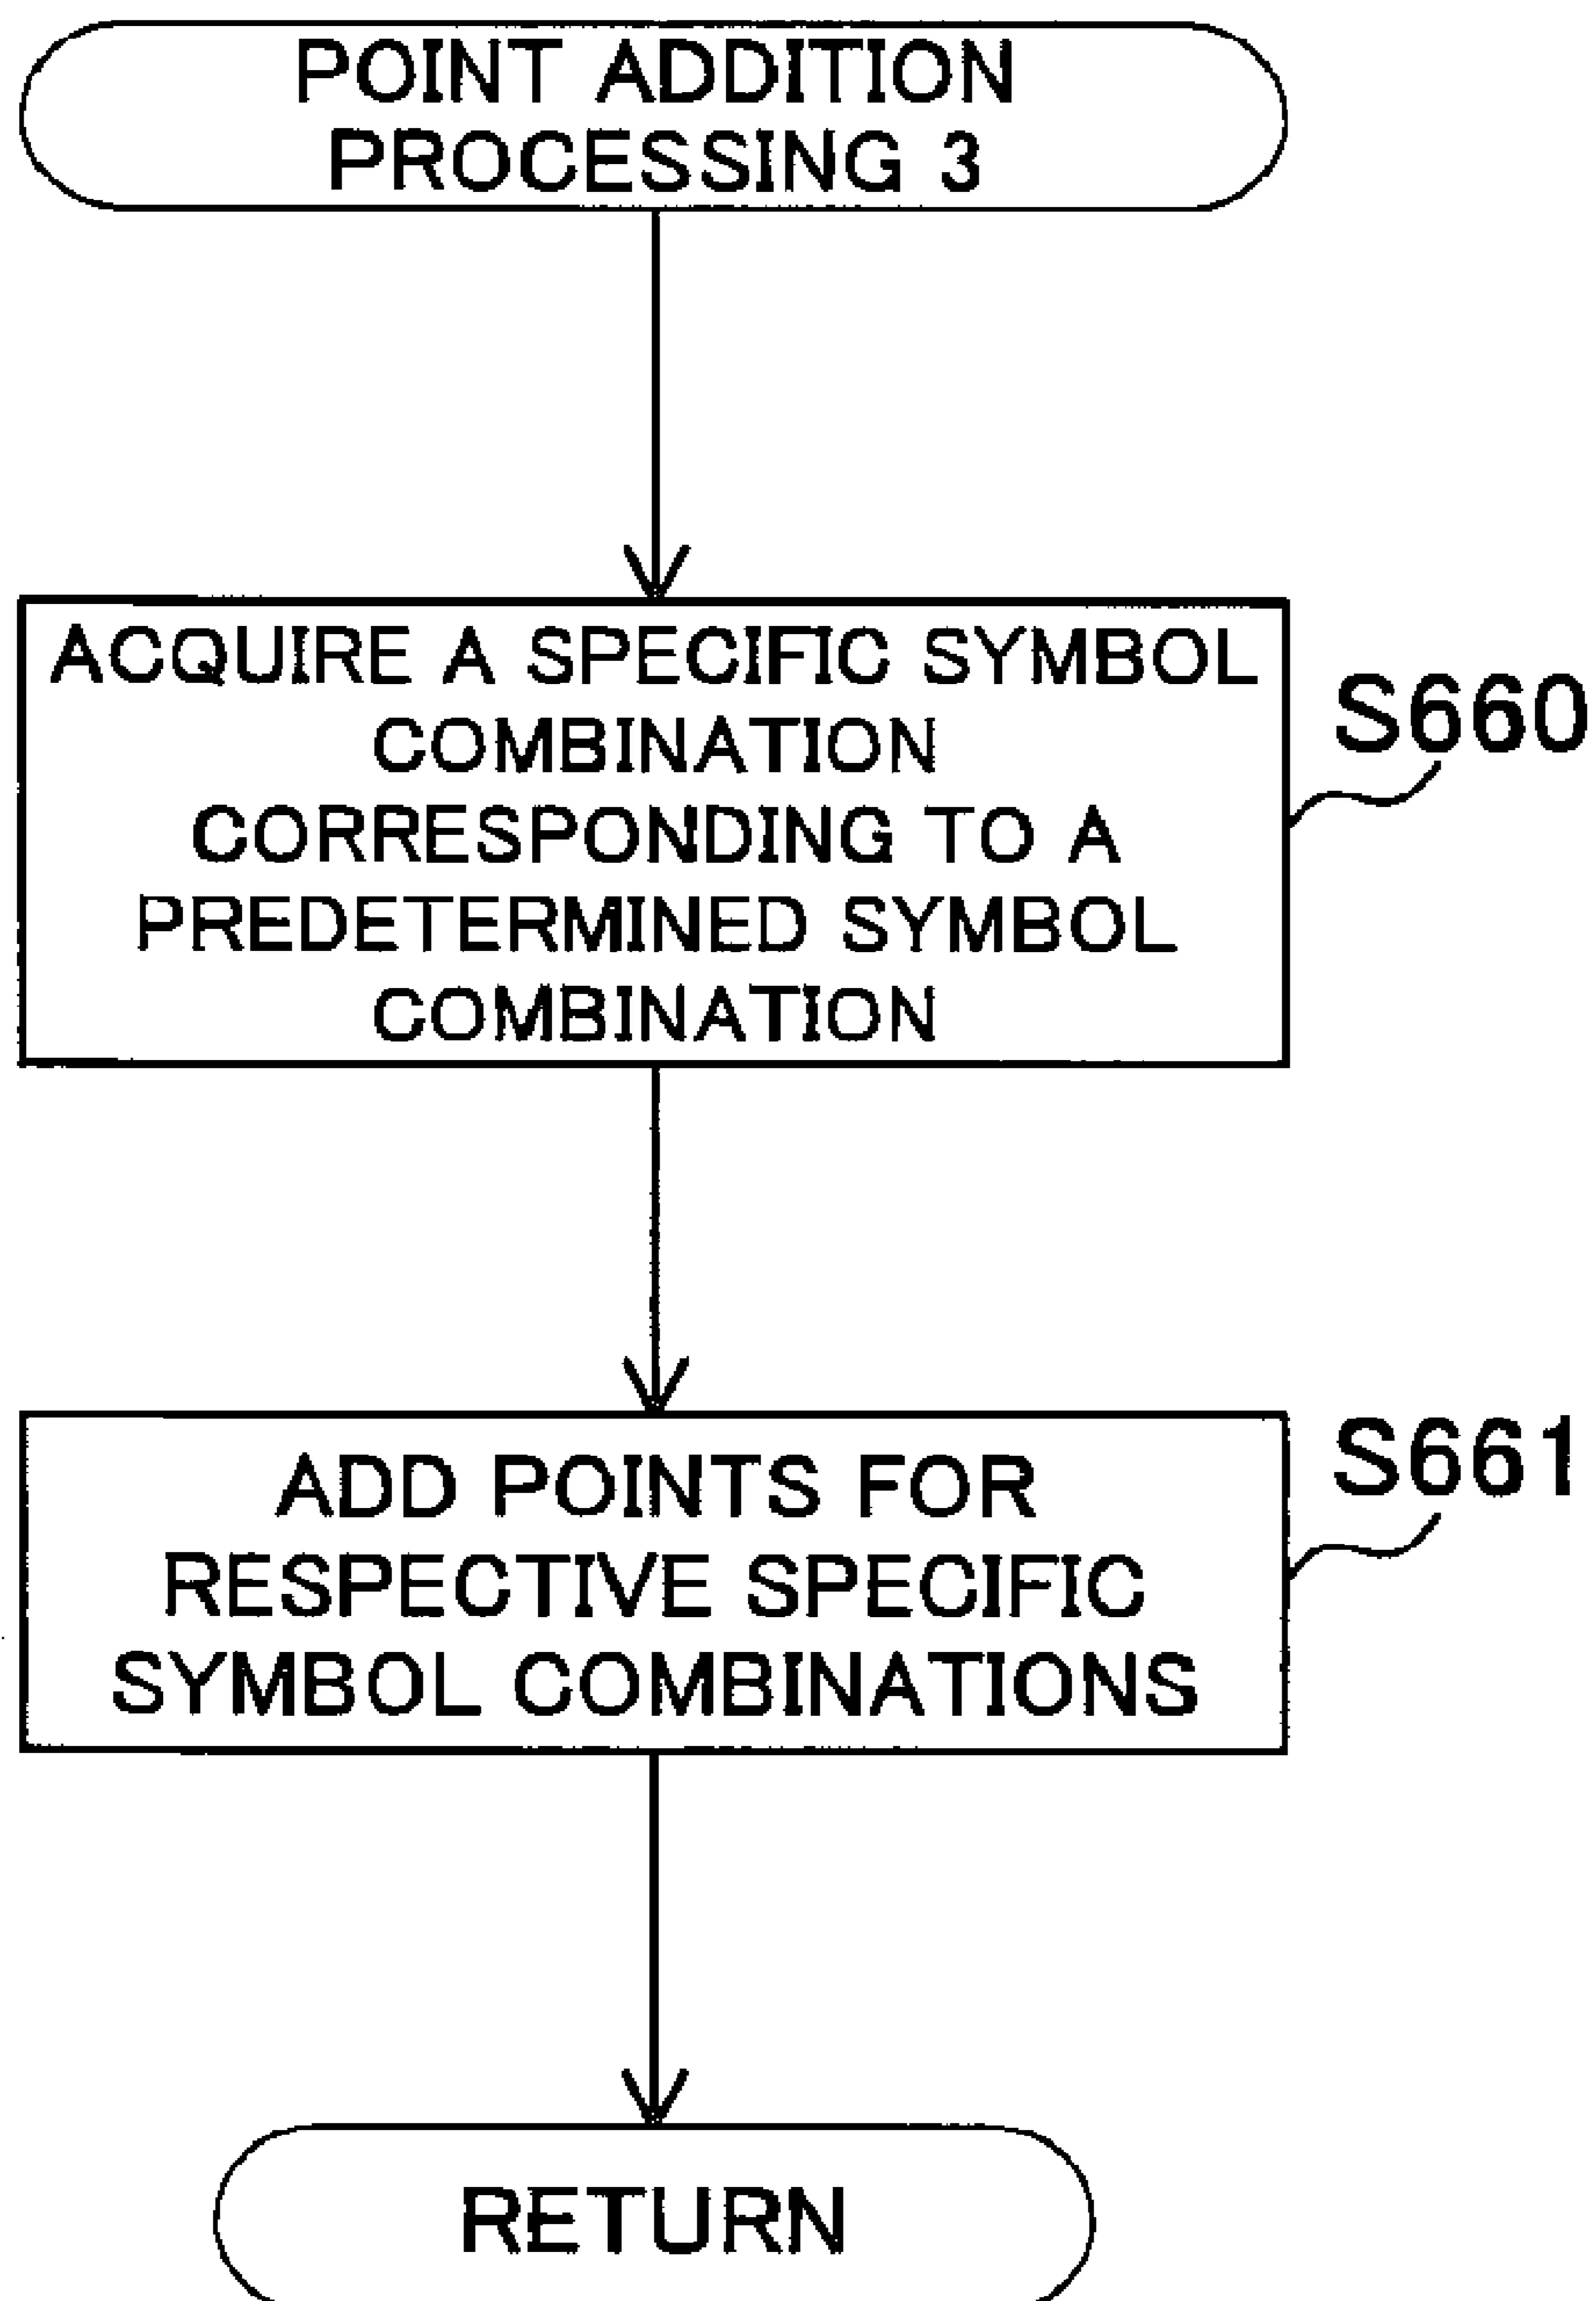 POINT ADDITION
PROCESSING 3
ACQUIRE A SPECIFIC SYMBOL
COMBINATION
CORRESPONDING TO A
PREDETERMINED SYMBOL
COMBINATION
S660
ADD POINTS FOR
RESPECTIVE SPECIFIC
SYMBOL COMBINATIONS
S661
RETURN